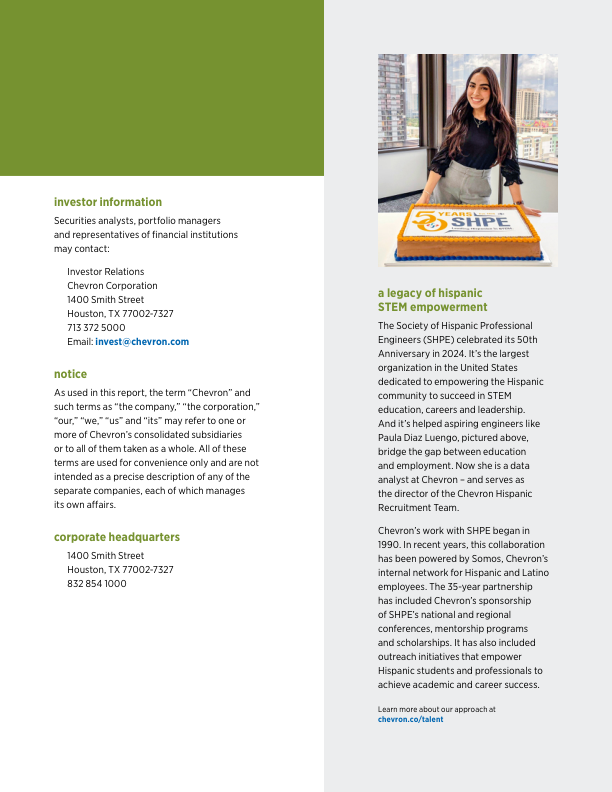 investor information
Securities analysts, portfolio managers
and representatives of financial institutions
may contact:
Investor Relations
Chevron Corporation
1400 Smith Street
Houston, TX 77002-7327
713 372 5000
Email: invest@chevron.com
notice
As used in this report, the term “Chevron” and
such terms as “the company,” “the corporation,”
“our,” “we,” “us” and “its” may refer to one or
more of Chevron’s consolidated subsidiaries
or to all of them taken as a whole. All of these
terms are used for convenience only and are not
intended as a precise description of any of the
separate companies, each of which manages
its own affairs.
corporate headquarters
1400 Smith Street
Houston, TX 77002-7327
832 854 1000
50 YEARS
OF
SHPE
a legacy of hispanic
STEM empowerment
The Society of Hispanic Professional
Engineers (SHPE) celebrated its 50th
Anniversary in 2024. It’s the largest
organization in the United States
dedicated to empowering the Hispanic
community to succeed in STEM
education, careers and leadership.
And it’s helped aspiring engineers like
Paula Diaz Luengo, pictured above,
bridge the gap between education
and employment. Now she is a data
analyst at Chevron – and serves as
the director of the Chevron Hispanic
Recruitment Team.
Chevron’s work with SHPE began in
1990. In recent years, this collaboration
has been powered by Somos, Chevron’s
internal network for Hispanic and Latino
employees. The 35-year partnership
has included Chevron’s sponsorship
of SHPE’s national and regional
conferences, mentorship programs
and scholarships. It has also included
outreach initiatives that empower
Hispanic students and professionals to
achieve academic and career success.
Learn more about our approach at
chevron.co/talent